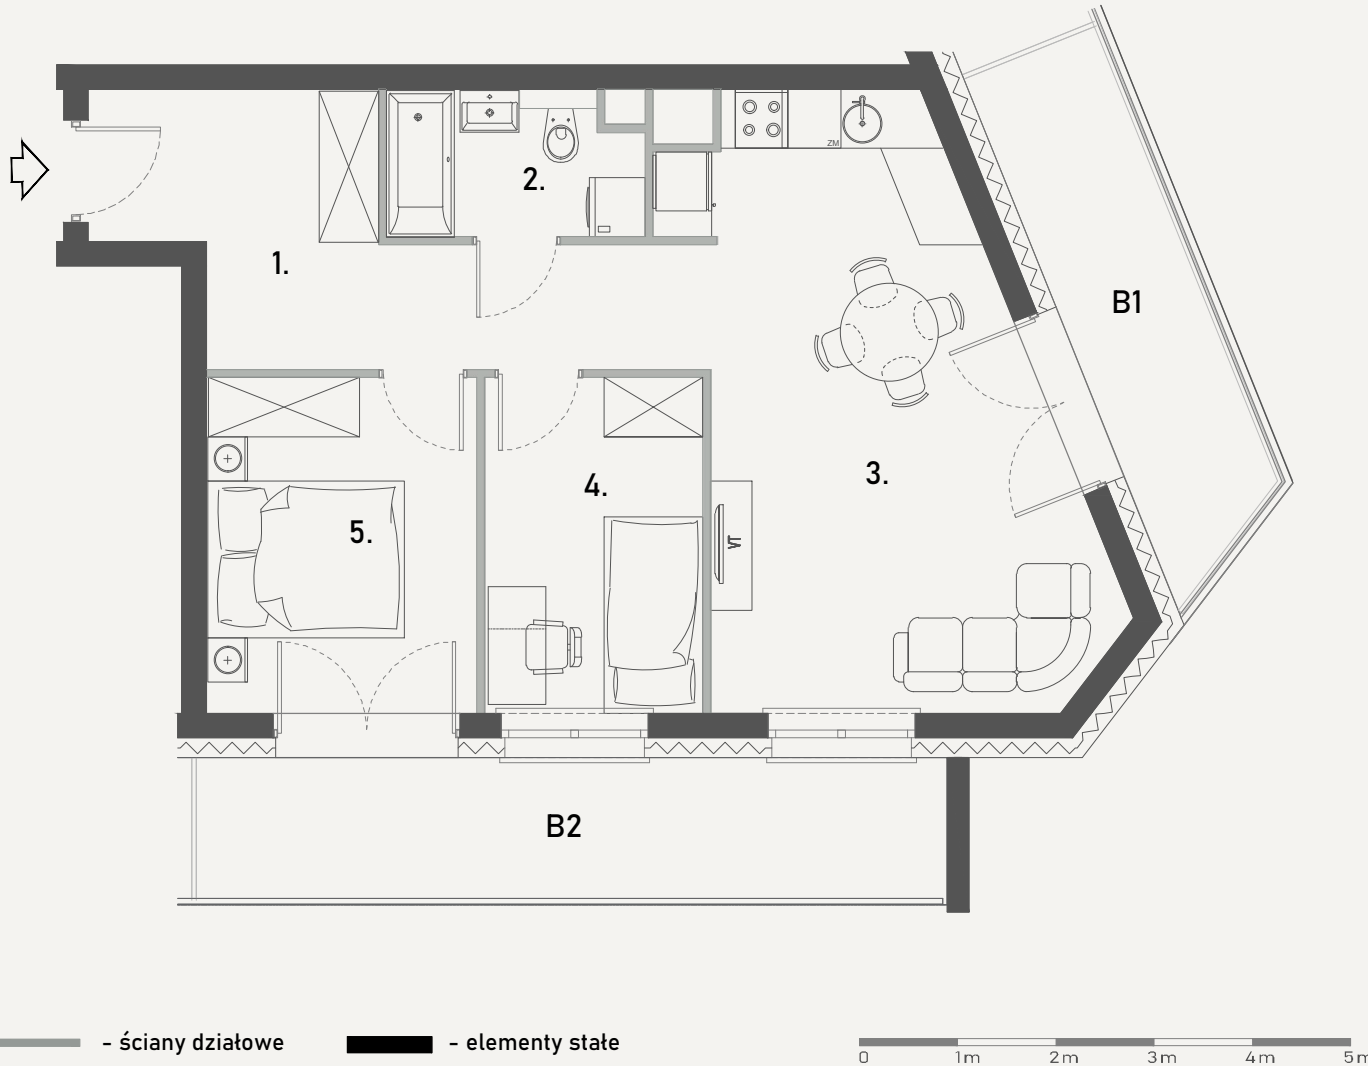 ZM
2.
1.
B1
3.
4.
5.
TV
B2
- ściany działowe
- elementy stałe
0 1m 2m 3m 4m 5m